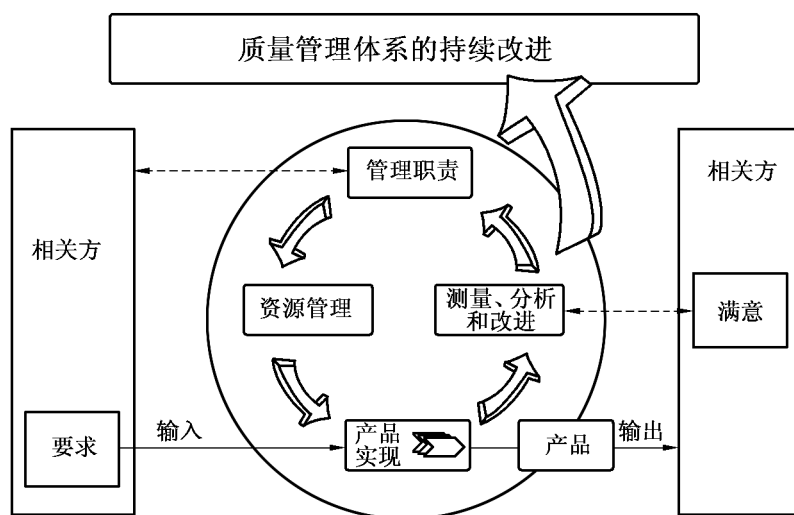 质量管理体系的持续改进
管理职责
相关方
相关方
资源管理
测量、分析
和改进
满意
要求
输入
产品
实现
产品
输出